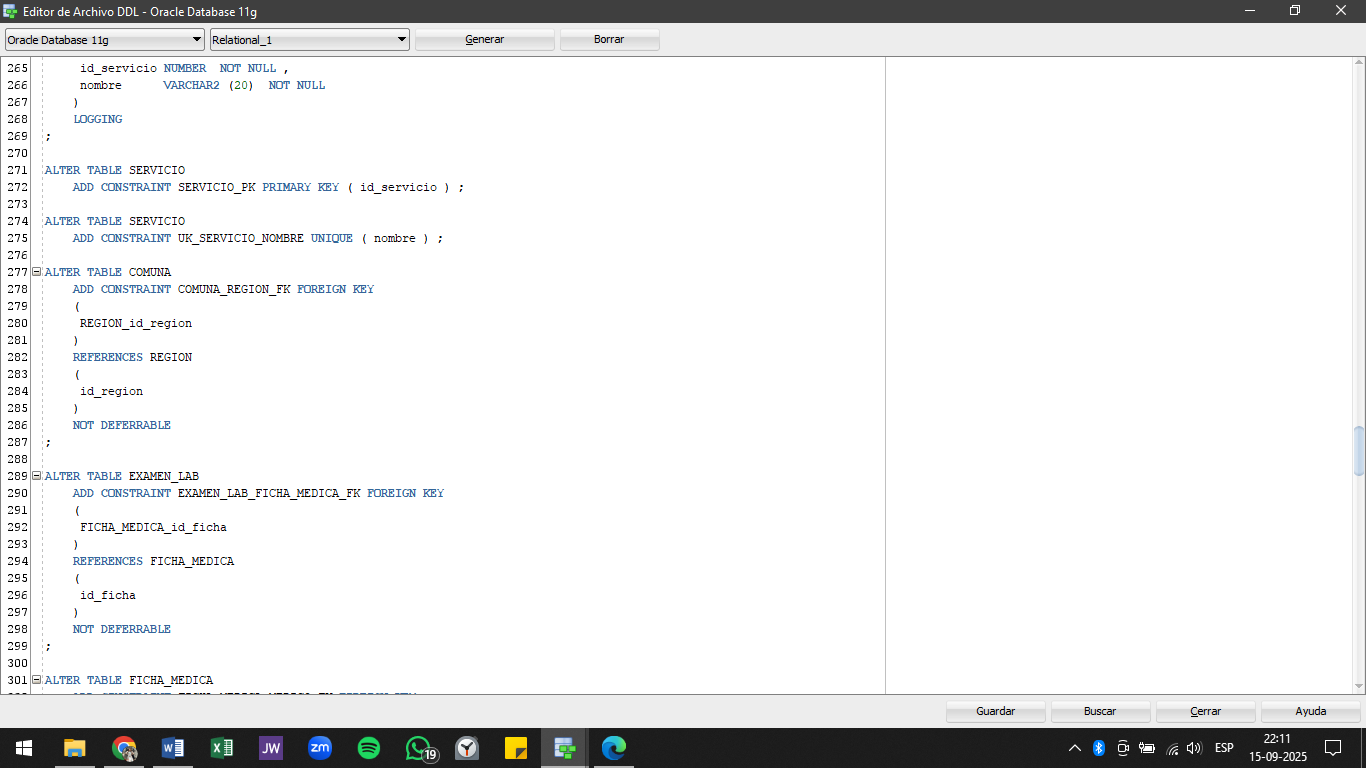 Editor de Archivo DDL - Oracle Database 11g
Oracle Database 11g Relational_1 Generar Borrar
265 id_servicio NUMBER NOT NULL ,
266 nombre VARCHAR2 (20) NOT NULL
267 )
268 LOGGING
269 ;
270
271 ALTER TABLE SERVICIO
272 ADD CONSTRAINT SERVICIO_PK PRIMARY KEY ( id_servicio ) ;
273
274 ALTER TABLE SERVICIO
275 ADD CONSTRAINT UK_SERVICIO_NOMBRE UNIQUE ( nombre ) ;
276
277 ALTER TABLE COMUNA
278 ADD CONSTRAINT COMUNA_REGION_FK FOREIGN KEY
279 (
280 REGION_id_region
281 )
282 REFERENCES REGION
283 (
284 id_region
285 )
286 NOT DEFERRABLE
287 ;
288
289 ALTER TABLE EXAMEN_LAB
290 ADD CONSTRAINT EXAMEN_LAB_FICHA_MEDICA_FK FOREIGN KEY
291 (
292 FICHA_MEDICA_id_ficha
293 )
294 REFERENCES FICHA_MEDICA
295 (
296 id_ficha
297 )
298 NOT DEFERRABLE
299 ;
300
301 ALTER TABLE FICHA_MEDICA
Guardar Buscar Cerrar Ayuda
JW zm 19 ESP 22:11
15-09-2025